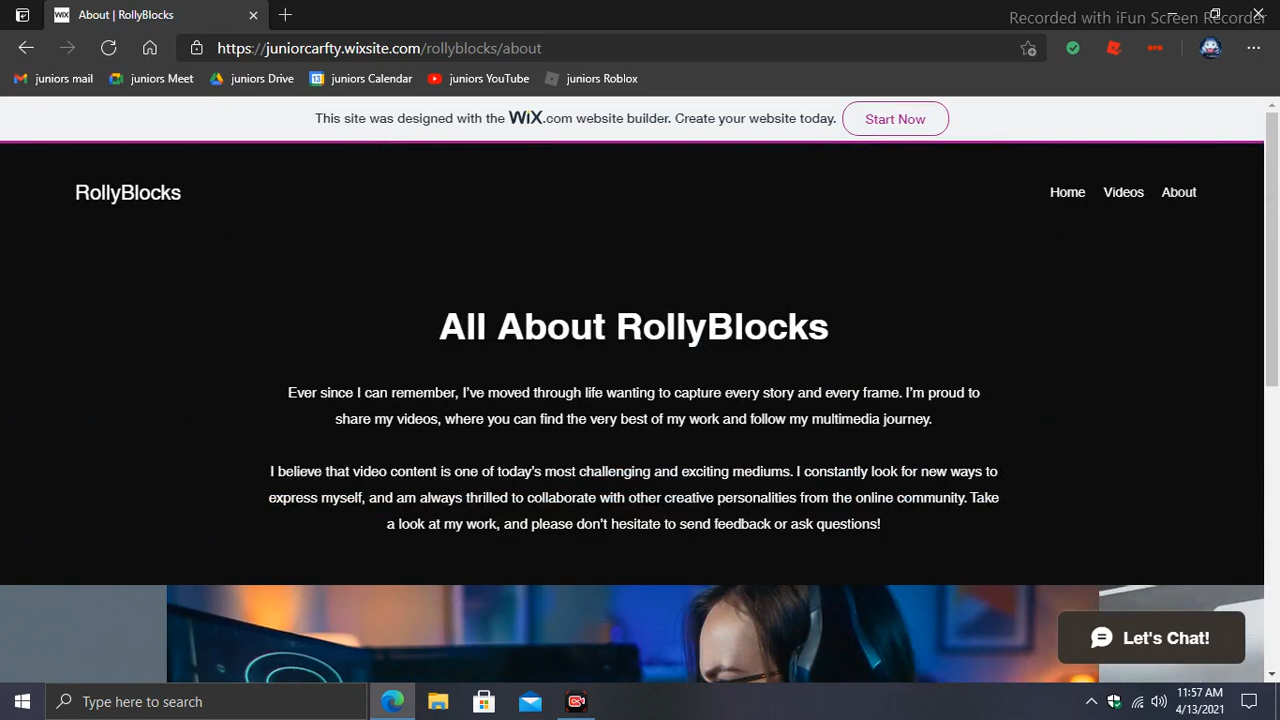 About | RollyBlocks
Recorded with iFun Screen Recorder
https://juniorcarfty.wixsite.com/rollyblocks/about
juniors mail
juniors Meet
juniors Drive
juniors Calendar
juniors YouTube
juniors Roblox
This site was designed with the WiX.com website builder. Create your website today.
Start Now
RollyBlocks
Home
Videos
About
All About RollyBlocks
Ever since I can remember, I've moved through life wanting to capture every story and every frame. I'm proud to
share my videos, where you can find the very best of my work and follow my multimedia journey.
I believe that video content is one of today's most challenging and exciting mediums. I constantly look for new ways to
express myself, and am always thrilled to collaborate with other creative personalities from the online community. Take
a look at my work, and please don't hesitate to send feedback or ask questions!
Let's Chat!
Type here to search
11:57 AM
4/13/2021